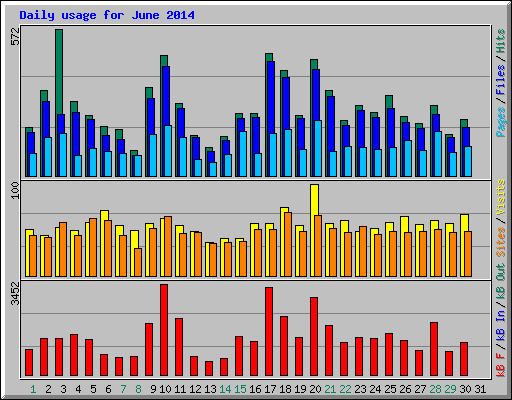 Daily usage for June 2014
572
Pages / Files / Hits
100
Sites / Visits
3452
kB F / kB In / kB Out
1 2 3 4 5 6 7 8 9 10 11 12 13 14 15 16 17 18 19 20 21 22 23 24 25 26 27 28 29 30 31